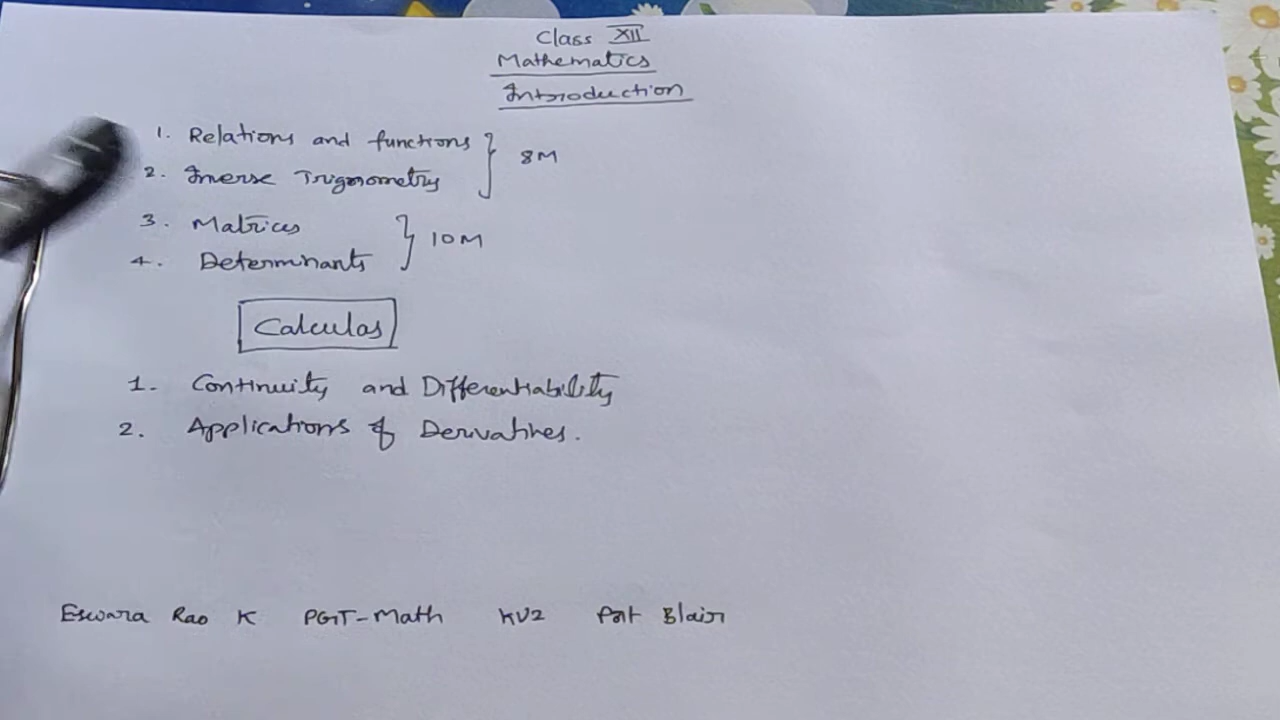 Class XII
Mathematics
Introduction
1. Relations and functions } 8M
2. Inverse Trigonometry
3. Matrices } 10M
4. Determinants
Calculas
1. Continuity and Differentiability
2. Applications of Derivatives.
Eswara Rao K PGT-Math KV2 Port Blair